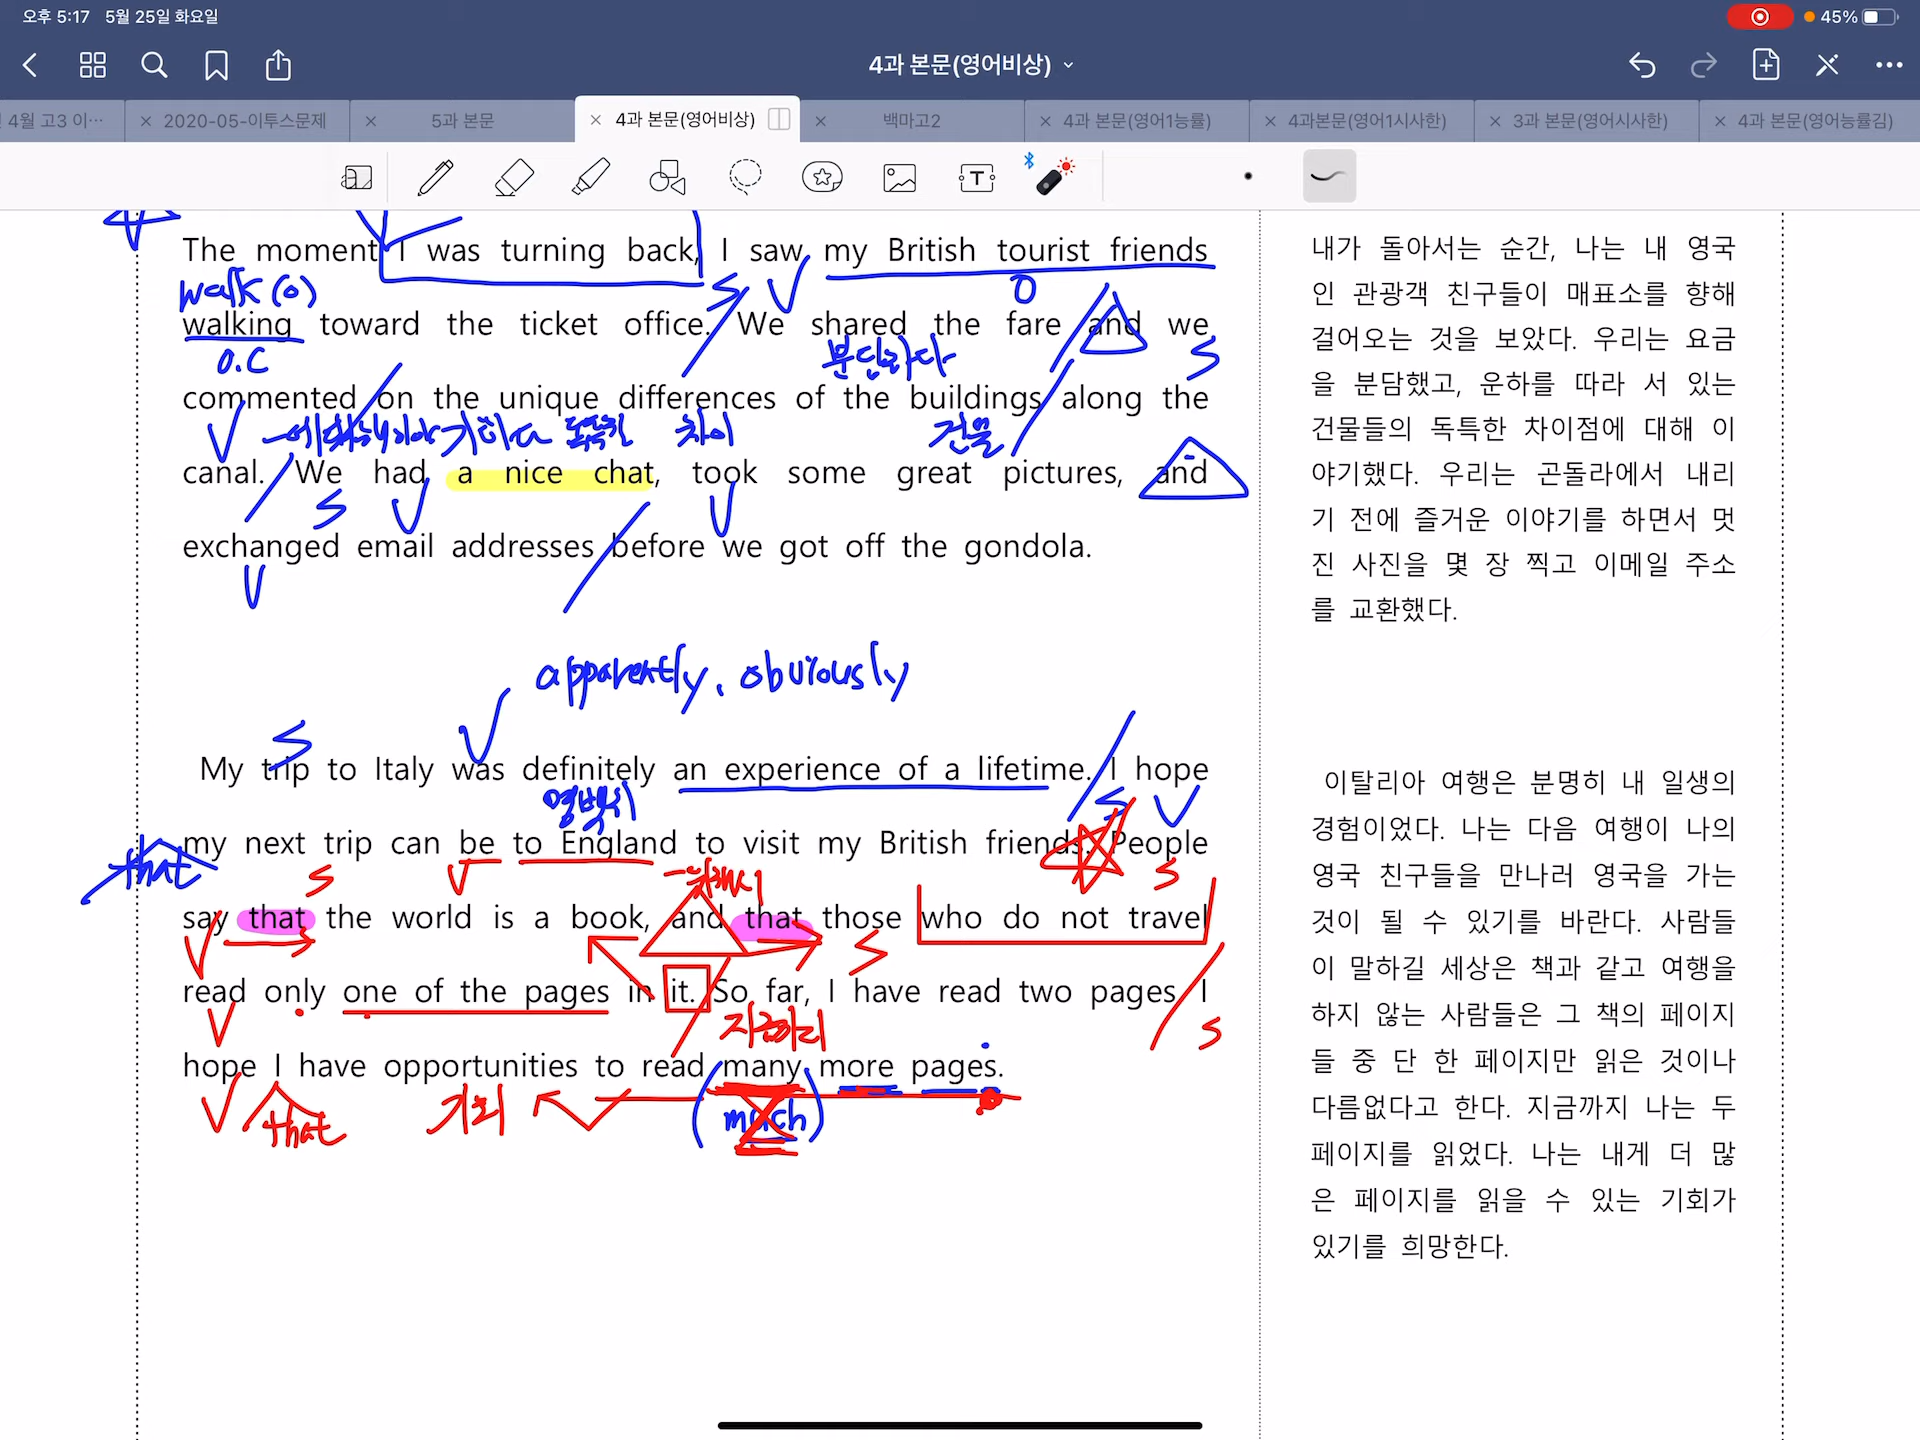 오후 5:17 5월 25일 화요일
45%
4과 본문(영어비상)
4월 고3 이…
2020-05-이투스문제
5과 본문
4과 본문(영어비상)
백마고2
4과 본문(영어1능률)
4과본문(영어1시사한)
3과 본문(영어시사한)
4과 본문(영어능률김)
The moment I was turning back, I saw my British tourist friends
walk (o)
S V O
walking toward the ticket office. We shared the fare and we
O.C 분담하다 S
commented on the unique differences of the buildings along the
V 독특한 차이 건물
canal. We had a nice chat, took some great pictures, and
S V V
exchanged email addresses before we got off the gondola.
V
apparently, obviously
S V
My trip to Italy was definitely an experience of a lifetime. I hope
명백히 S V
my next trip can be to England to visit my British friends. People
that S V S
say that the world is a book, and that those who do not travel
V S
read only one of the pages in it. So far, I have read two pages I
V 지금까지 S
hope I have opportunities to read many more pages.
V that 기회 (much)
내가 돌아서는 순간, 나는 내 영국
인 관광객 친구들이 매표소를 향해
걸어오는 것을 보았다. 우리는 요금
을 분담했고, 운하를 따라 서 있는
건물들의 독특한 차이점에 대해 이
야기했다. 우리는 곤돌라에서 내리
기 전에 즐거운 이야기를 하면서 멋
진 사진을 몇 장 찍고 이메일 주소
를 교환했다.
이탈리아 여행은 분명히 내 일생의
경험이었다. 나는 다음 여행이 나의
영국 친구들을 만나러 영국을 가는
것이 될 수 있기를 바란다. 사람들
이 말하길 세상은 책과 같고 여행을
하지 않는 사람들은 그 책의 페이지
들 중 단 한 페이지만 읽은 것이나
다름없다고 한다. 지금까지 나는 두
페이지를 읽었다. 나는 내게 더 많
은 페이지를 읽을 수 있는 기회가
있기를 희망한다.